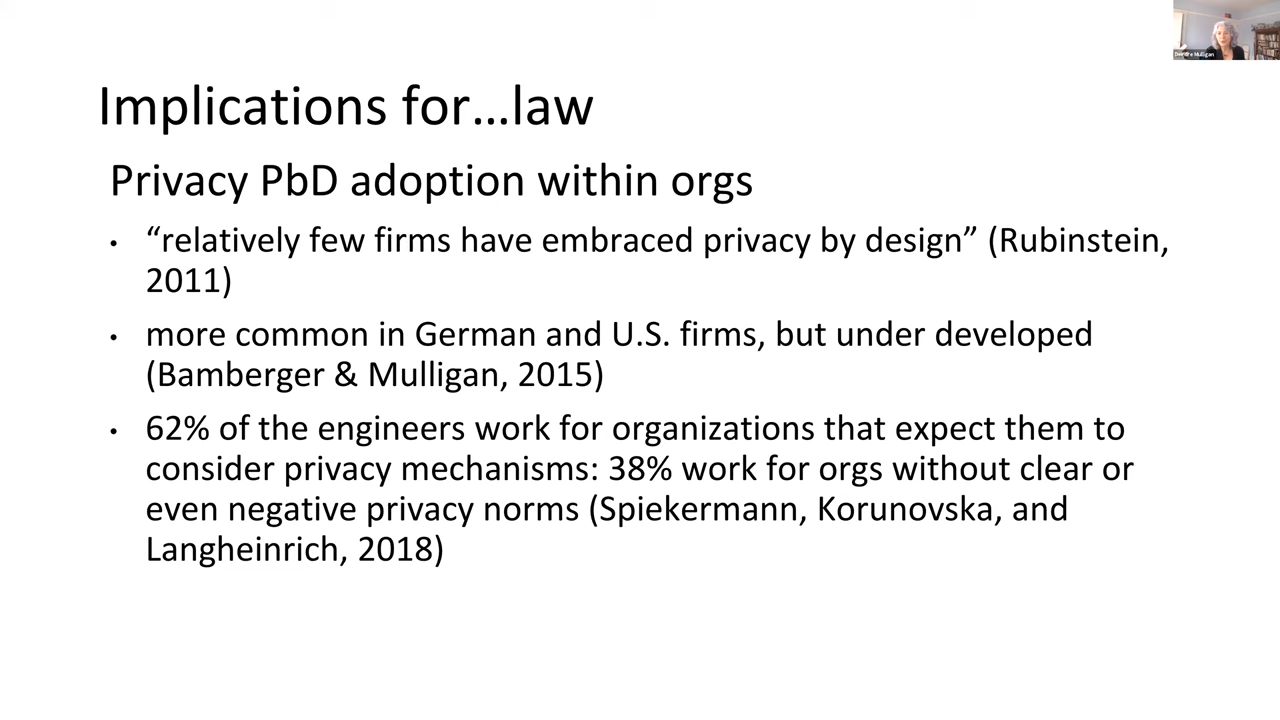 Deirdre Mulligan
Implications for…law
Privacy PbD adoption within orgs
• “relatively few firms have embraced privacy by design” (Rubinstein,
2011)
• more common in German and U.S. firms, but under developed
(Bamberger & Mulligan, 2015)
• 62% of the engineers work for organizations that expect them to
consider privacy mechanisms: 38% work for orgs without clear or
even negative privacy norms (Spiekermann, Korunovska, and
Langheinrich, 2018)